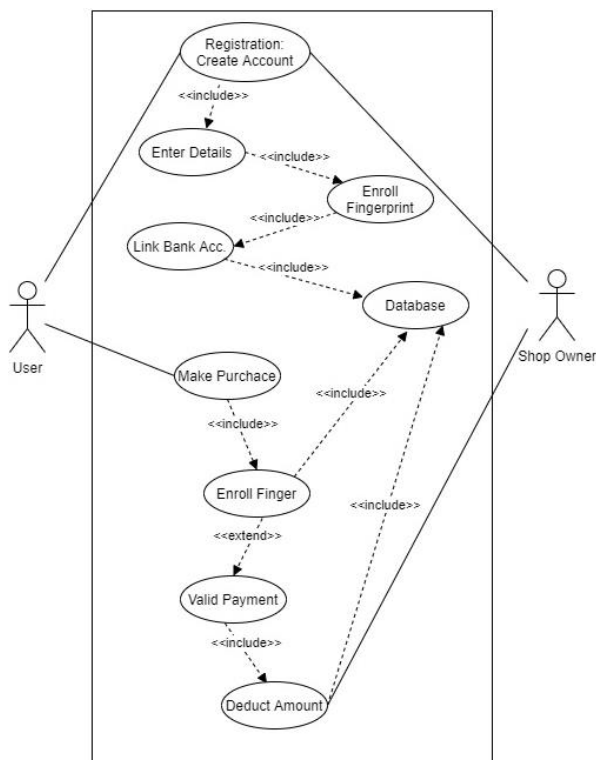 Registration:
Create Account
<<include>>
Enter Details
<<include>>
Enroll
Fingerprint
<<include>>
Link Bank Acc.
<<include>>
Database
User
Shop Owner
Make Purchace
<<include>>
<<include>>
Enroll Finger
<<include>>
<<extend>>
Valid Payment
<<include>>
Deduct Amount